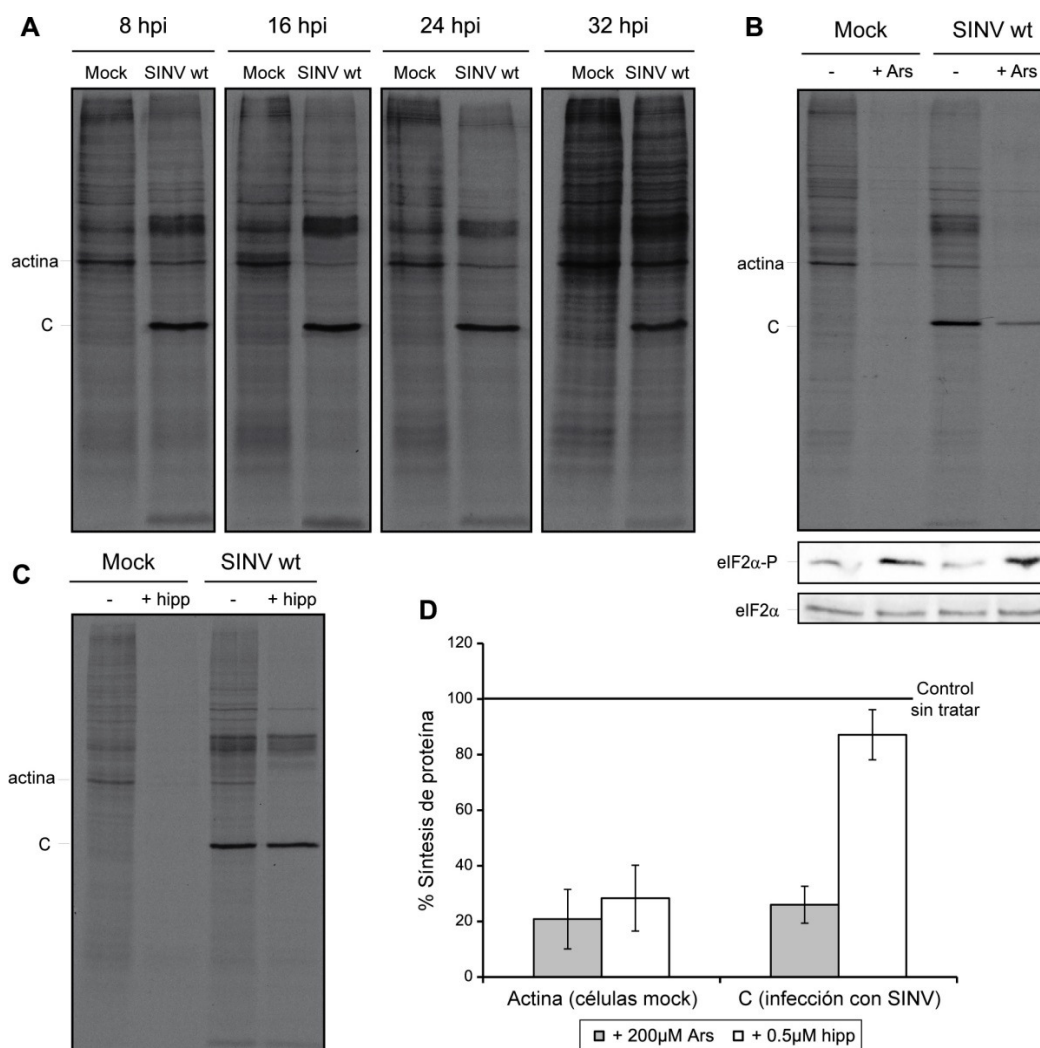 A
8 hpi
16 hpi
24 hpi
32 hpi
Mock SINV wt
Mock SINV wt
Mock SINV wt
Mock SINV wt
actina
C
B
Mock
SINV wt
- + Ars - + Ars
actina
C
eIF2α-P
eIF2α
C
Mock
SINV wt
- + hipp - + hipp
actina
C
D
% Síntesis de proteína
120
100
80
60
40
20
0
Control
sin tratar
Actina (células mock)
C (infección con SINV)
+ 200µM Ars
+ 0.5µM hipp